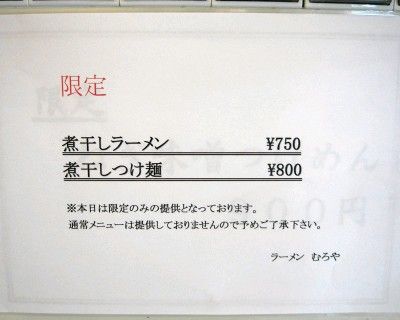 限定
煮干しラーメン ¥750
煮干しつけ麺 ¥800
※本日は限定のみの提供となっております。
通常メニューは提供しておりませんので予めご了承下さい。
ラーメン むろや